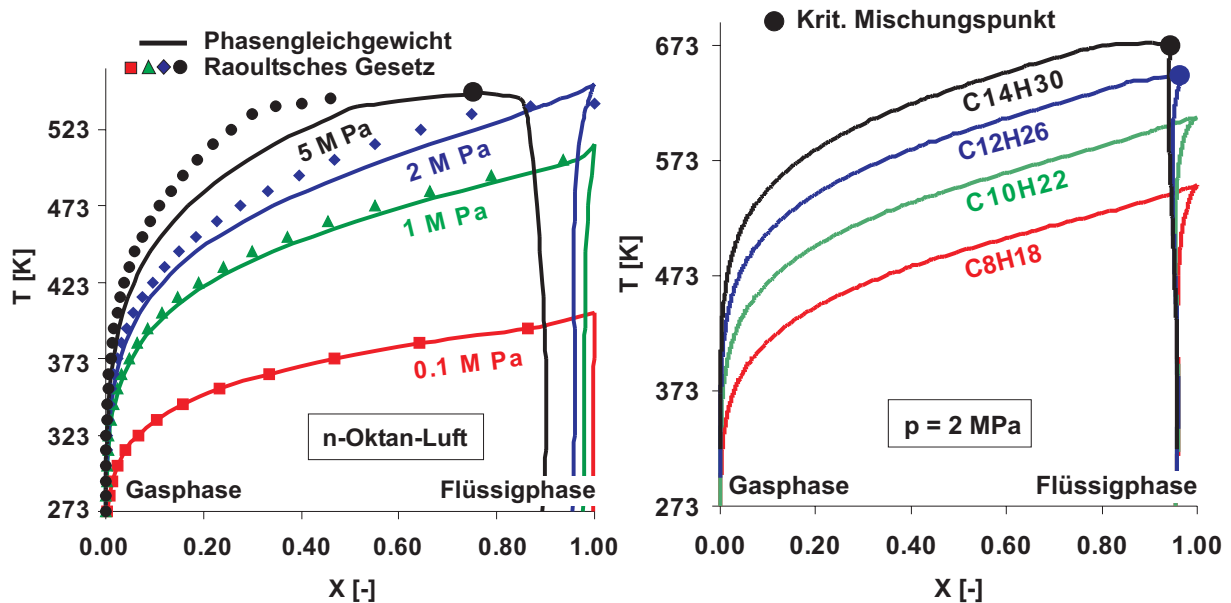 Phasengleichgewicht
Raoultsches Gesetz
T [K]
523
473
423
373
323
273
5 M Pa
2 M Pa
1 M Pa
0.1 M Pa
n-Oktan-Luft
Gasphase
Flüssigphase
0.00
0.20
0.40
0.60
0.80
1.00
X [-]
Krit. Mischungspunkt
T [K]
673
573
473
373
273
C14H30
C12H26
C10H22
C8H18
p = 2 MPa
Gasphase
Flüssigphase
0.00
0.20
0.40
0.60
0.80
1.00
X [-]